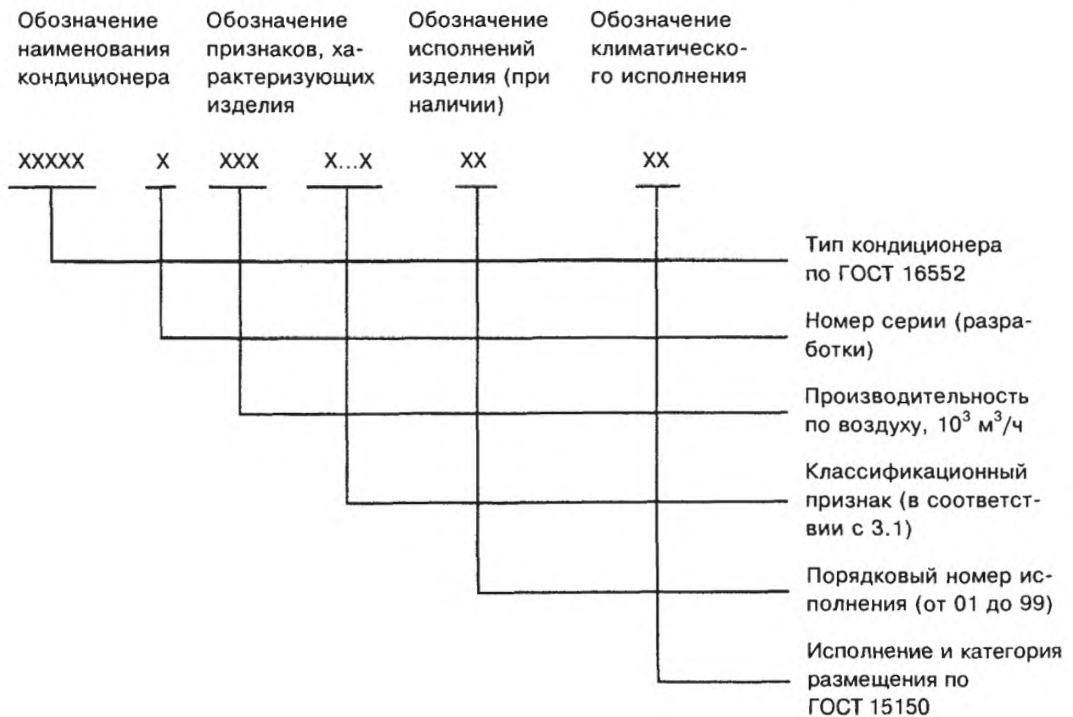 Обозначение
наименования
кондиционера
Обозначение
признаков, ха-
рактеризующих
изделия
Обозначение
исполнений
изделия (при
наличии)
Обозначение
климатическо-
го исполнения
XXXXX X XXX X...X XX XX
Тип кондиционера
по ГОСТ 16552
Номер серии (разра-
ботки)
Производительность
по воздуху, 10³ м³/ч
Классификационный
признак (в соответст-
вии с 3.1)
Порядковый номер ис-
полнения (от 01 до 99)
Исполнение и категория
размещения по
ГОСТ 15150